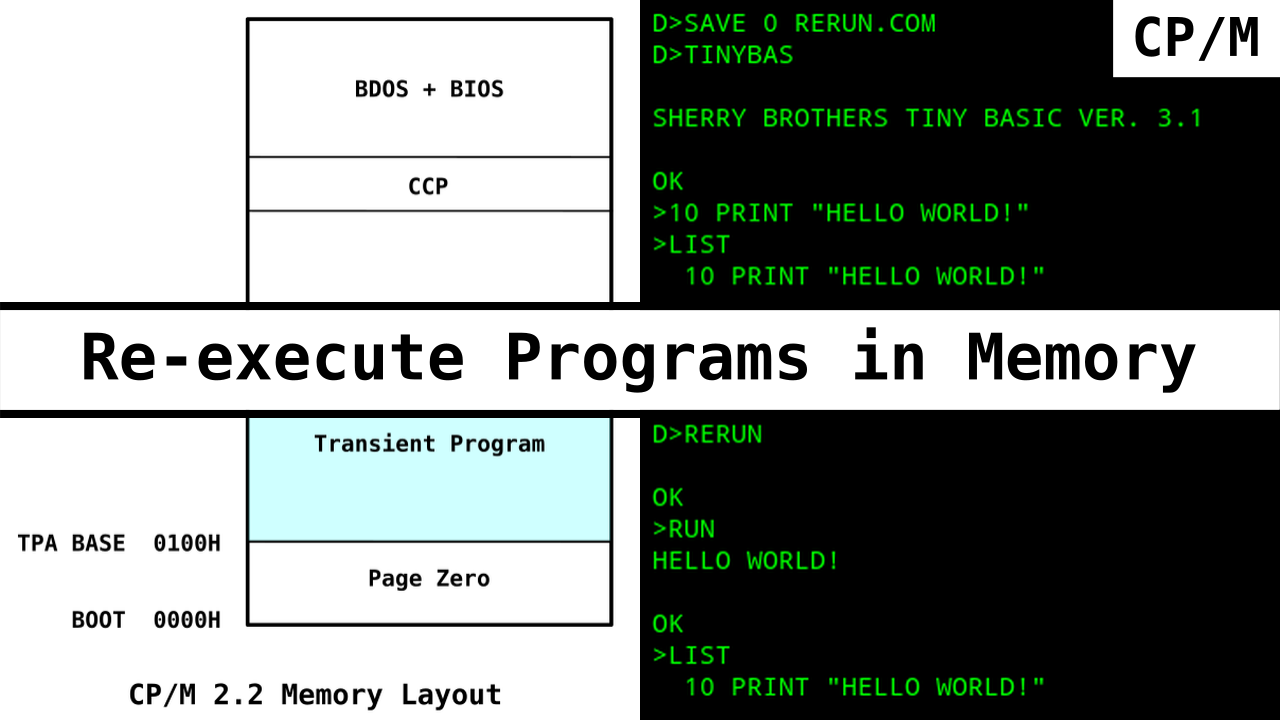 BDOS + BIOS
CCP
D>SAVE 0 RERUN.COM
D>TINYBAS
CP/M
SHERRY BROTHERS TINY BASIC VER. 3.1
OK
>10 PRINT "HELLO WORLD!"
>LIST
10 PRINT "HELLO WORLD!"
Re-execute Programs in Memory
Transient Program
TPA BASE 0100H
Page Zero
BOOT 0000H
CP/M 2.2 Memory Layout
D>RERUN
OK
>RUN
HELLO WORLD!
OK
>LIST
10 PRINT "HELLO WORLD!"